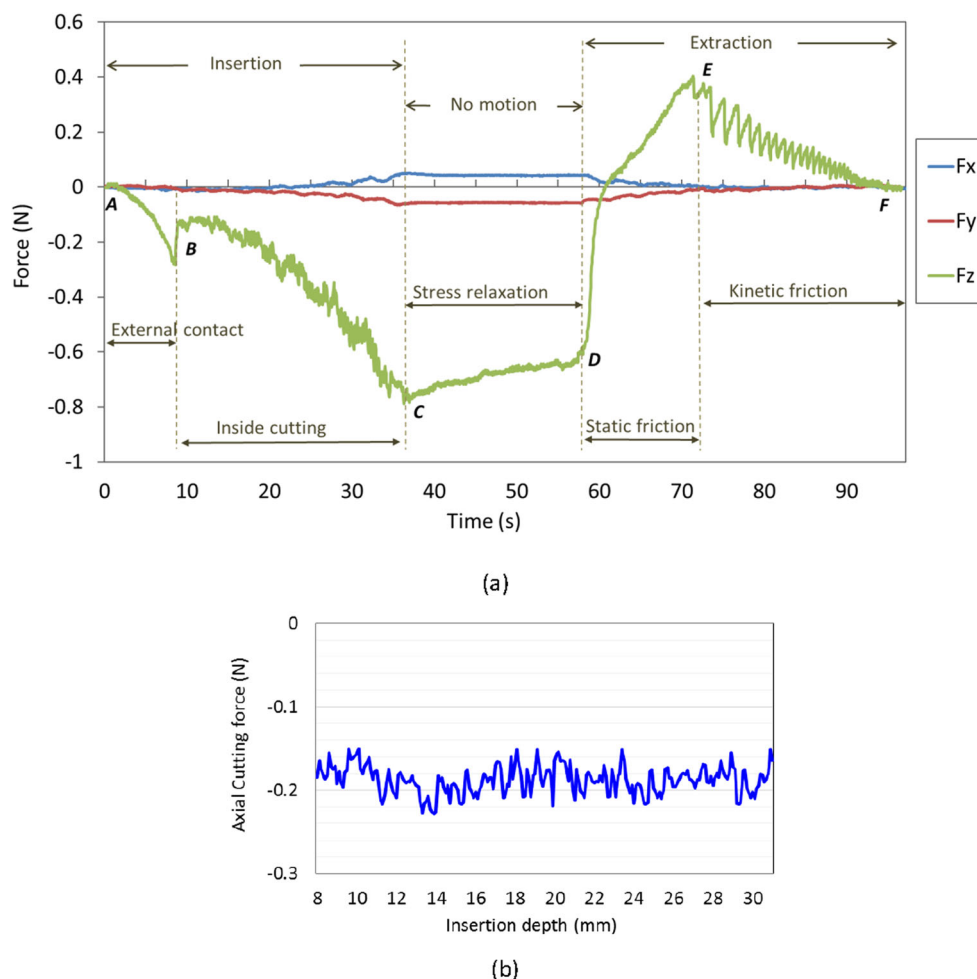 0.6
Insertion
No motion
Extraction
0.4
E
0.2
0
A
F
-0.2
B
-0.4
Stress relaxation
Kinetic friction
External contact
-0.6
D
-0.8
C
Inside cutting
Static friction
-1
0 10 20 30 40 50 60 70 80 90
Time (s)
Force (N)
Fx
Fy
Fz
(a)
0
-0.1
-0.2
-0.3
Axial Cutting force (N)
8 10 12 14 16 18 20 22 24 26 28 30
Insertion depth (mm)
(b)